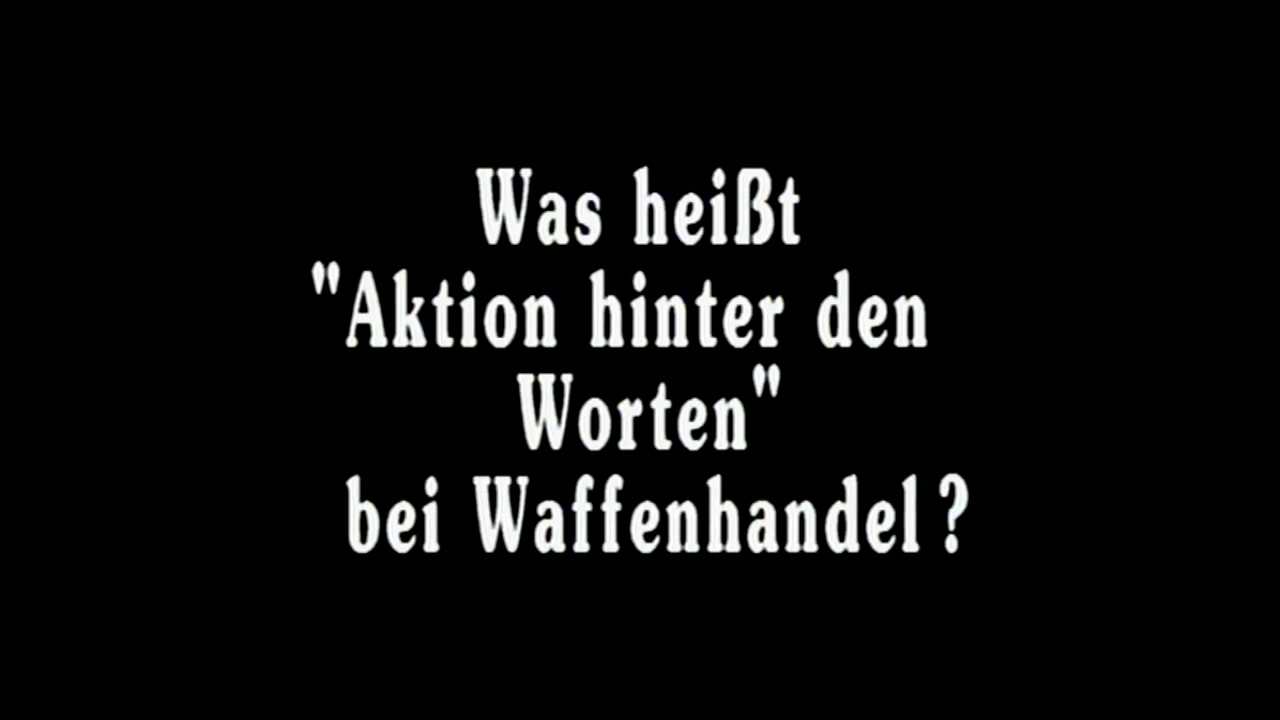 Was heißt
"Aktion hinter den
Worten"
bei Waffenhandel ?